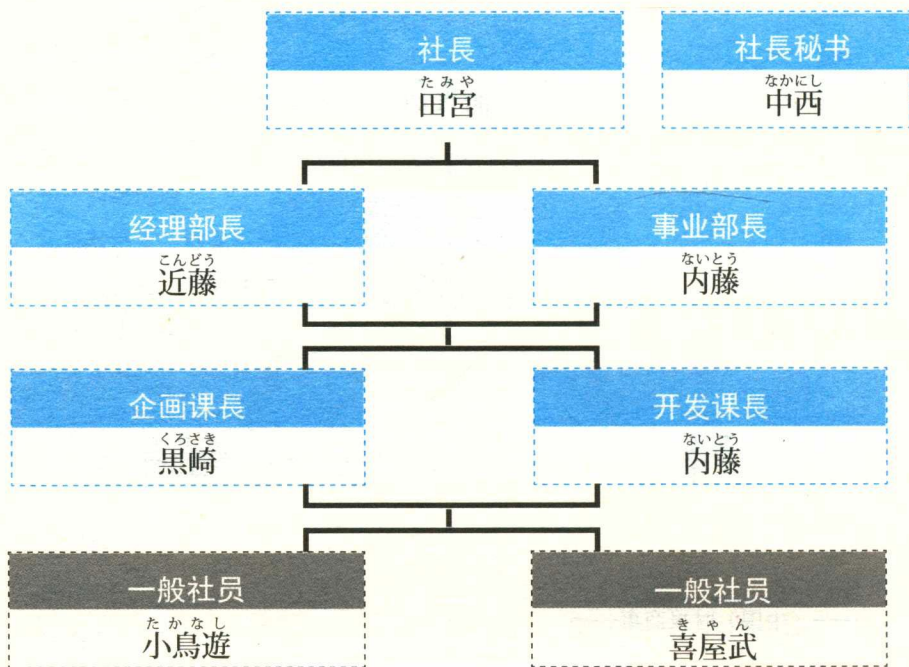 社長
たみや
田宮
社長秘书
なかにし
中西
经理部長
こんどう
近藤
事业部長
ないとう
内藤
企画课長
くろさき
黒崎
开发课長
ないとう
内藤
一般社员
たかなし
小鳥遊
一般社员
きゃん
喜屋武